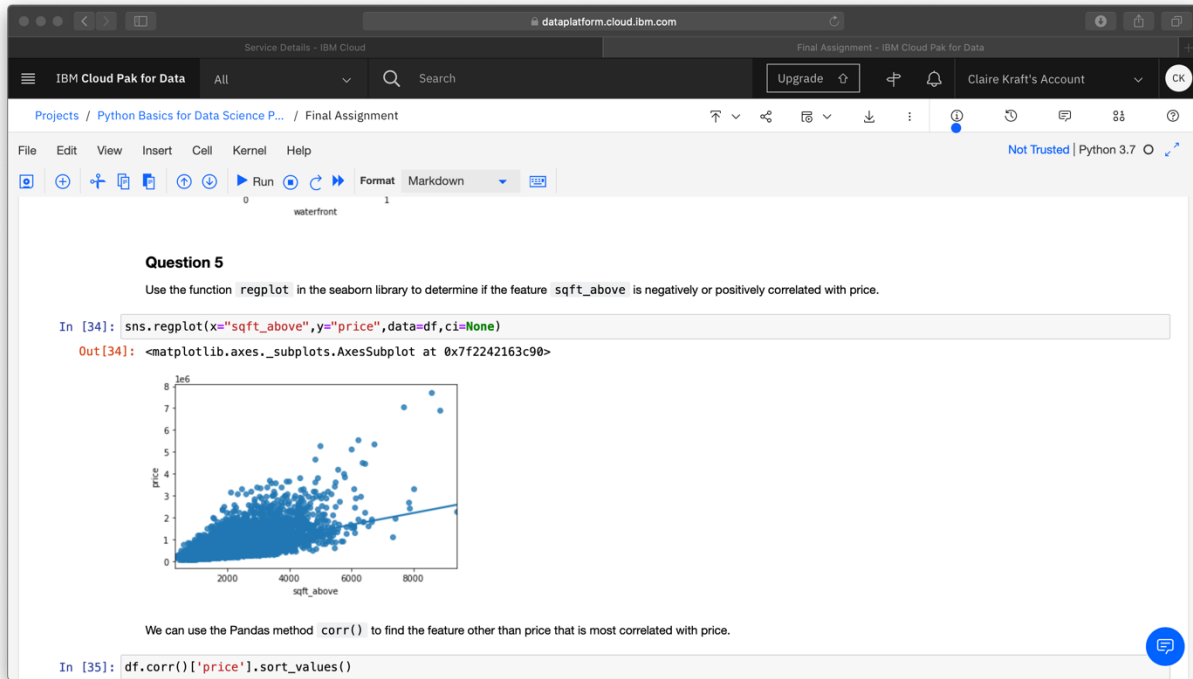 dataplatform.cloud.ibm.com
Service Details - IBM Cloud
Final Assignment - IBM Cloud Pak for Data
IBM Cloud Pak for Data
All
Search
Upgrade
Claire Kraft's Account
CK
Projects / Python Basics for Data Science P... / Final Assignment
File Edit View Insert Cell Kernel Help
Not Trusted | Python 3.7
Run
Format
Markdown
0 1
waterfront
Question 5
Use the function regplot in the seaborn library to determine if the feature sqft_above is negatively or positively correlated with price.
In [34]: sns.regplot(x="sqft_above",y="price",data=df,ci=None)
Out[34]: <matplotlib.axes._subplots.AxesSubplot at 0x7f2242163c90>
1e6
8
7
6
5
4
3
2
1
0
price
2000 4000 6000 8000
sqft_above
We can use the Pandas method corr() to find the feature other than price that is most correlated with price.
In [35]: df.corr()['price'].sort_values()